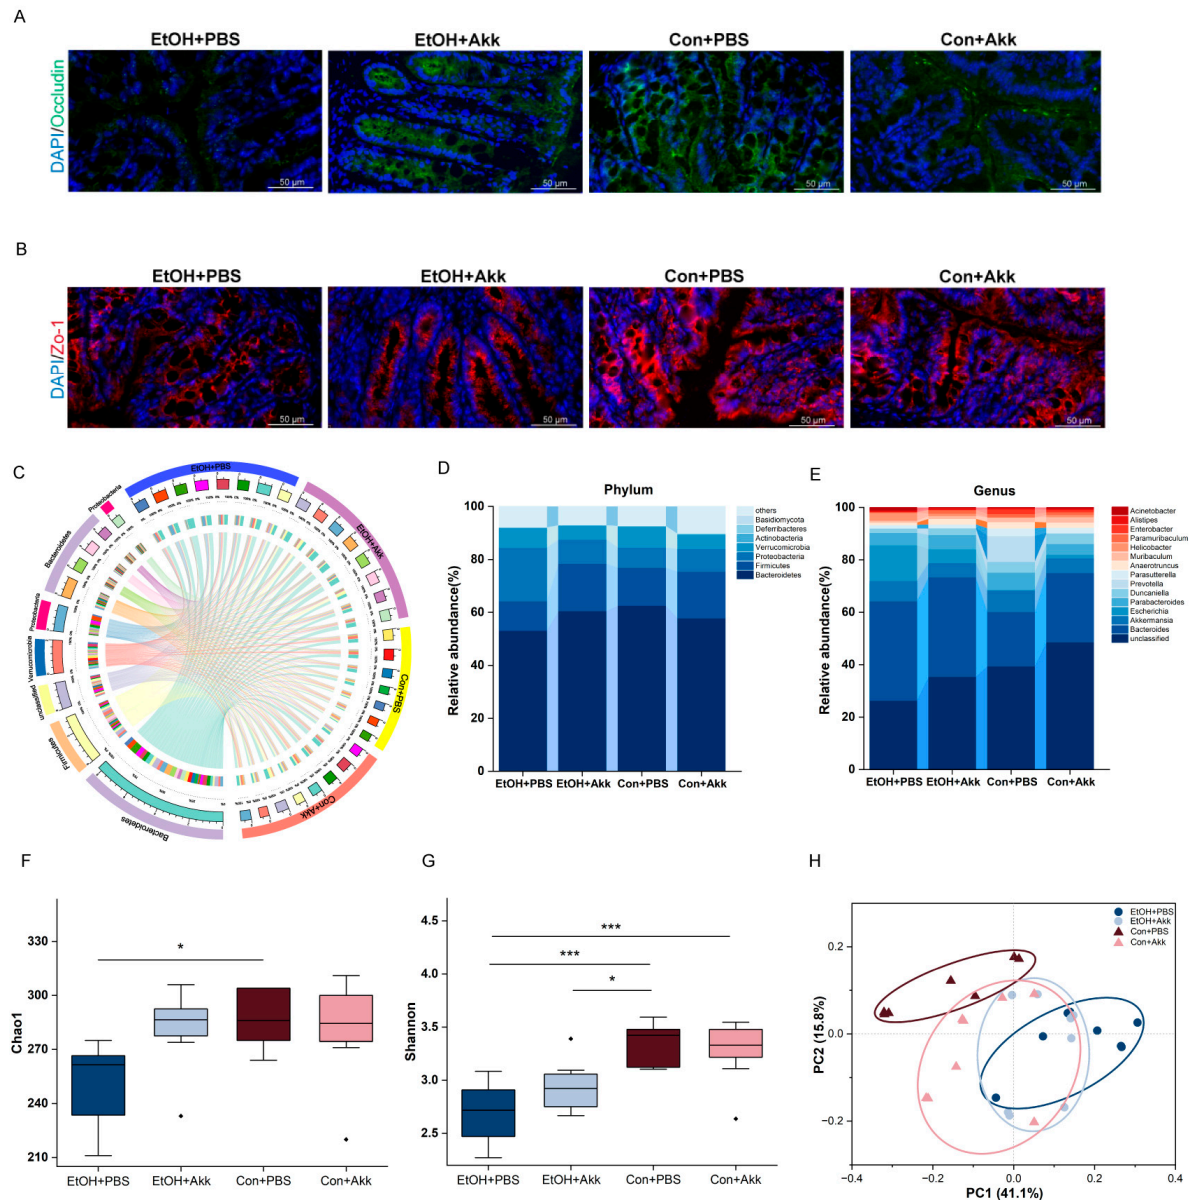 A
EtOH+PBS
EtOH+Akk
Con+PBS
Con+Akk
DAPI/Occludin
50 μm
50 μm
50 μm
50 μm
B
EtOH+PBS
EtOH+Akk
Con+PBS
Con+Akk
DAPI/Zo-1
50 μm
50 μm
50 μm
50 μm
C
EtOH+PBS
EtOH+Akk
Con+PBS
Con+Akk
Bacteroidetes
Firmicutes
unclassified
Verrucomicrobia
Proteobacteria
Bacteroidetes
Proteobacteria
D
Phylum
Relative abundance(%)
100
80
60
40
20
0
EtOH+PBS
EtOH+Akk
Con+PBS
Con+Akk
others
Basidiomycota
Deferribacteres
Actinobacteria
Verrucomicrobia
Proteobacteria
Firmicutes
Bacteroidetes
E
Genus
Relative abundance(%)
100
80
60
40
20
0
EtOH+PBS
EtOH+Akk
Con+PBS
Con+Akk
Acinetobacter
Alistipes
Enterobacter
Paramuribaculum
Helicobacter
Muribaculum
Anaerotruncus
Parasutterella
Prevotella
Duncaniella
Parabacteroides
Escherichia
Akkermansia
Bacteroides
unclassified
F
Chao1
330
300
270
240
210
*
EtOH+PBS
EtOH+Akk
Con+PBS
Con+Akk
G
Shannon
4.5
4.0
3.5
3.0
2.5
***
***
*
EtOH+PBS
EtOH+Akk
Con+PBS
Con+Akk
H
EtOH+PBS
EtOH+Akk
Con+PBS
Con+Akk
PC2 (15.8%)
0.2
0.0
−0.2
−0.4
−0.2
0.0
0.2
0.4
PC1 (41.1%)